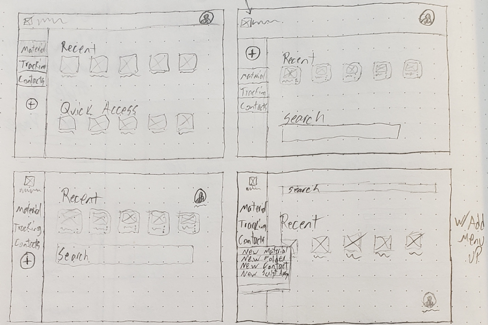 Recent
Material
Tracking
Contacts
Quick Access
Recent
Material
Tracking
Contacts
Search
Recent
Material
Tracking
Contacts
Search
Search
Material
Tracking
Contacts
Recent
New Material
New Folder
New Contact
New
w/ Add
Menu
UP